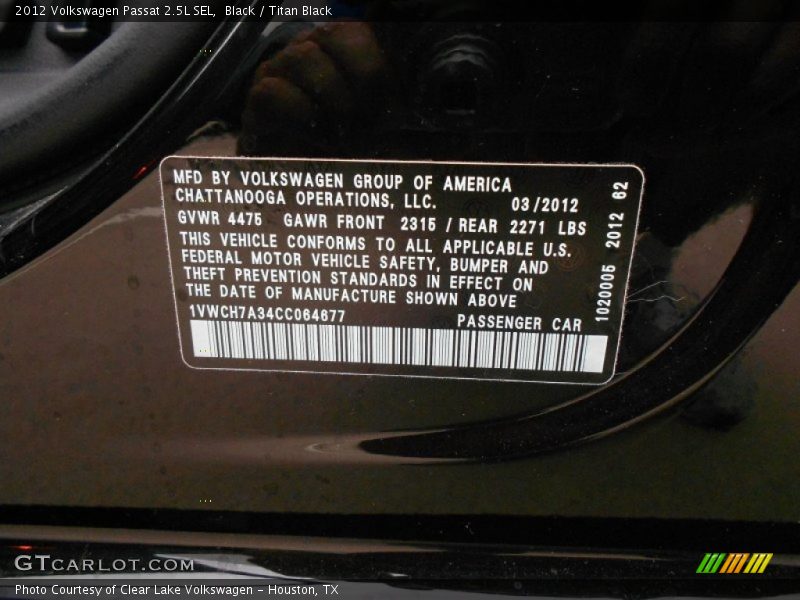 2012 Volkswagen Passat 2.5L SEL,  Black / Titan Black
MFD BY VOLKSWAGEN GROUP OF AMERICA
CHATTANOOGA OPERATIONS, LLC. 03/2012
GVWR 4475 GAWR FRONT 2315 / REAR 2271 LBS
THIS VEHICLE CONFORMS TO ALL APPLICABLE U.S.
FEDERAL MOTOR VEHICLE SAFETY, BUMPER AND
THEFT PREVENTION STANDARDS IN EFFECT ON
THE DATE OF MANUFACTURE SHOWN ABOVE
1VWCH7A34CC064677 PASSENGER CAR
1020006 2012 62
GTCARLOT.COM
Photo Courtesy of Clear Lake Volkswagen - Houston, TX